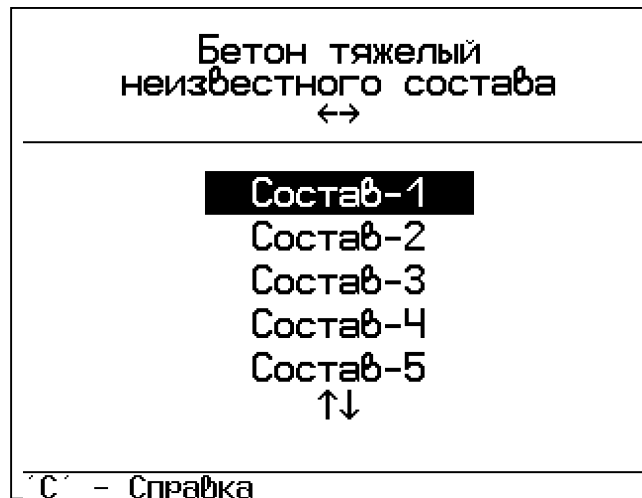 Бетон тяжелый
неизвестного состава
←→
Состав-1
Состав-2
Состав-3
Состав-4
Состав-5
↑↓
´С´ - Справка